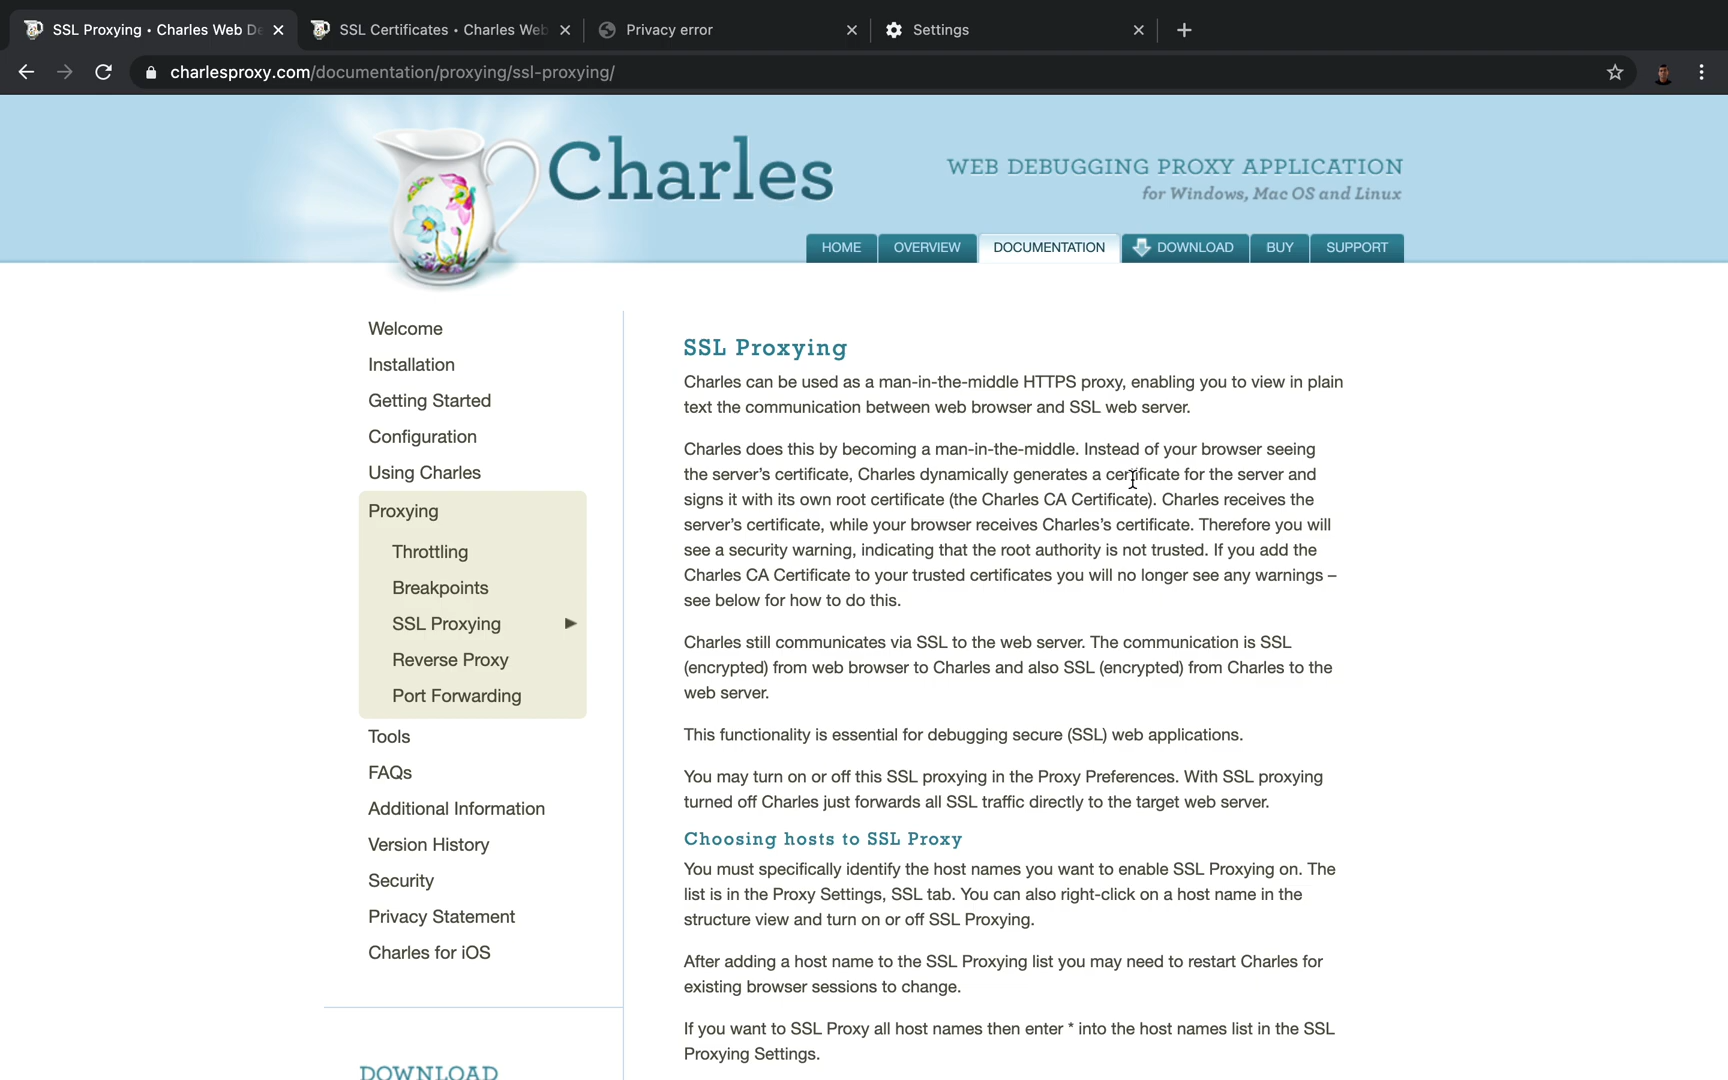 SSL Proxying • Charles Web De
SSL Certificates • Charles Web
Privacy error
Settings
charlesproxy.com/documentation/proxying/ssl-proxying/
Charles
WEB DEBUGGING PROXY APPLICATION
for Windows, Mac OS and Linux
HOME
OVERVIEW
DOCUMENTATION
DOWNLOAD
BUY
SUPPORT
Welcome
Installation
Getting Started
Configuration
Using Charles
Proxying
Throttling
Breakpoints
SSL Proxying
Reverse Proxy
Port Forwarding
Tools
FAQs
Additional Information
Version History
Security
Privacy Statement
Charles for iOS
DOWNLOAD
SSL Proxying
Charles can be used as a man-in-the-middle HTTPS proxy, enabling you to view in plain
text the communication between web browser and SSL web server.
Charles does this by becoming a man-in-the-middle. Instead of your browser seeing
the server's certificate, Charles dynamically generates a certificate for the server and
signs it with its own root certificate (the Charles CA Certificate). Charles receives the
server's certificate, while your browser receives Charles's certificate. Therefore you will
see a security warning, indicating that the root authority is not trusted. If you add the
Charles CA Certificate to your trusted certificates you will no longer see any warnings –
see below for how to do this.
Charles still communicates via SSL to the web server. The communication is SSL
(encrypted) from web browser to Charles and also SSL (encrypted) from Charles to the
web server.
This functionality is essential for debugging secure (SSL) web applications.
You may turn on or off this SSL proxying in the Proxy Preferences. With SSL proxying
turned off Charles just forwards all SSL traffic directly to the target web server.
Choosing hosts to SSL Proxy
You must specifically identify the host names you want to enable SSL Proxying on. The
list is in the Proxy Settings, SSL tab. You can also right-click on a host name in the
structure view and turn on or off SSL Proxying.
After adding a host name to the SSL Proxying list you may need to restart Charles for
existing browser sessions to change.
If you want to SSL Proxy all host names then enter * into the host names list in the SSL
Proxying Settings.